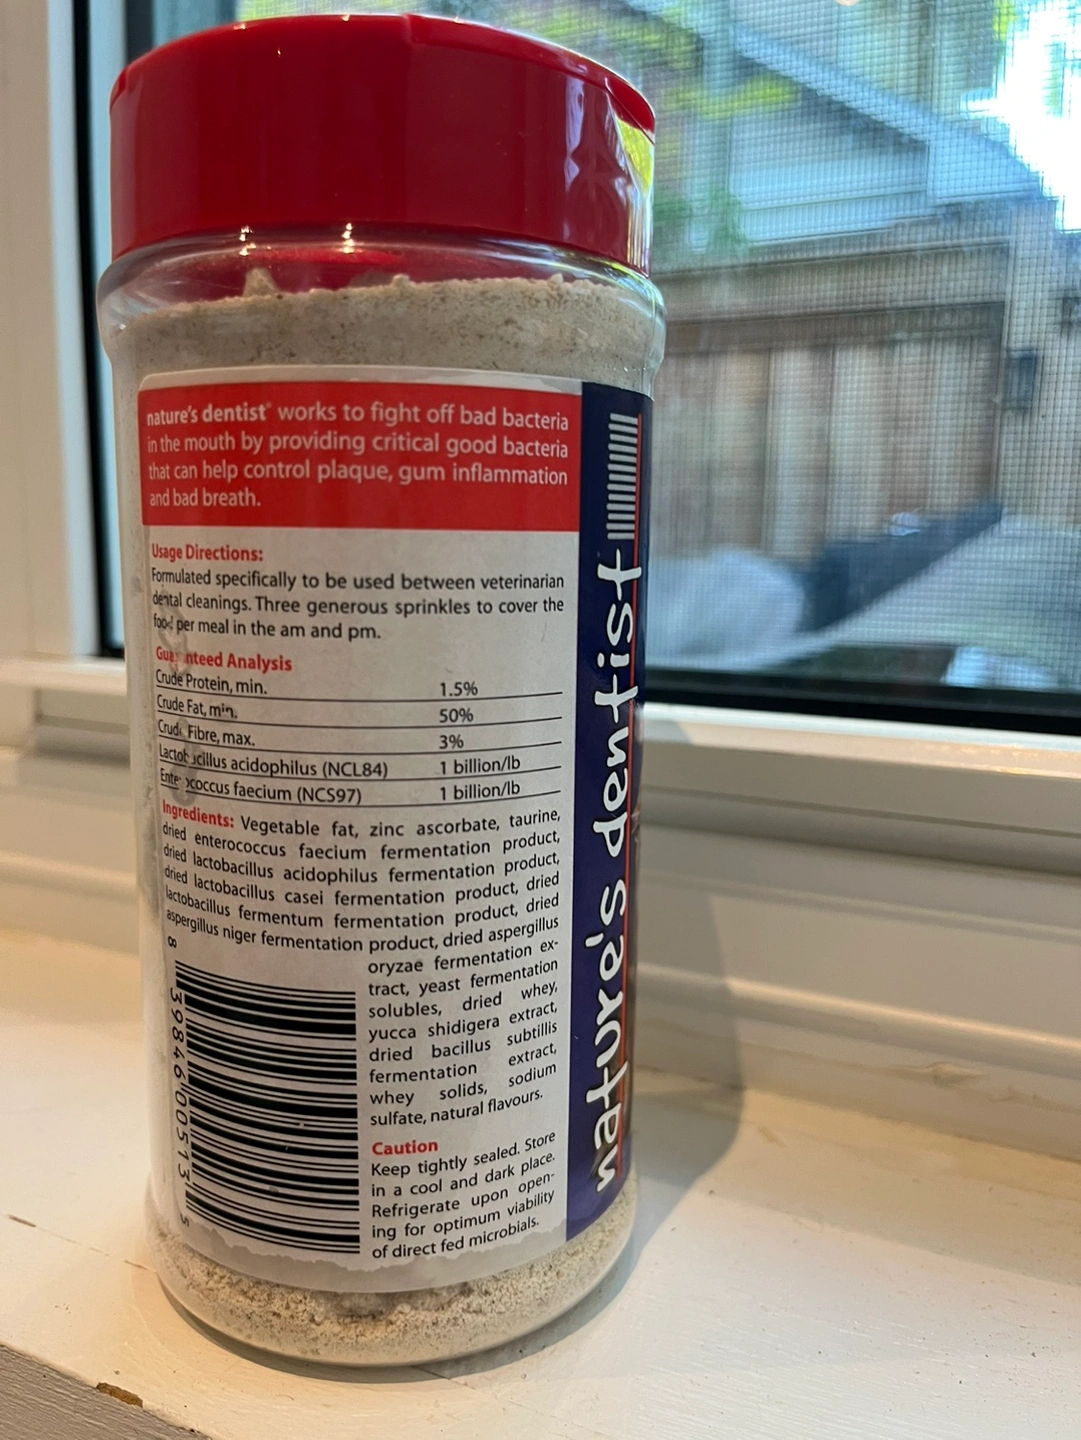 nature's dentist® works to fight off bad bacteria
in the mouth by providing critical good bacteria
that can help control plaque, gum inflammation
and bad breath.
Usage Directions:
Formulated specifically to be used between veterinarian
dental cleanings. Three generous sprinkles to cover the
food per meal in the am and pm.
Guaranteed Analysis
Crude Protein, min. 1.5%
Crude Fat, min. 50%
Crude Fibre, max. 3%
Lactobacillus acidophilus (NCL84) 1 billion/lb
Enterococcus faecium (NCS97) 1 billion/lb
Ingredients: Vegetable fat, zinc ascorbate, taurine,
dried enterococcus faecium fermentation product,
dried lactobacillus acidophilus fermentation product,
dried lactobacillus casei fermentation product, dried
lactobacillus fermentum fermentation product, dried
aspergillus niger fermentation product, dried aspergillus
oryzae fermentation ex-
tract, yeast fermentation
solubles, dried whey,
yucca shidigera extract,
dried bacillus subtillis
fermentation extract,
whey solids, sodium
sulfate, natural flavours.
Caution
Keep tightly sealed. Store
in a cool and dark place.
Refrigerate upon open-
ing for optimum viability
of direct fed microbials.
8 39846 00513 5
nature's dentist